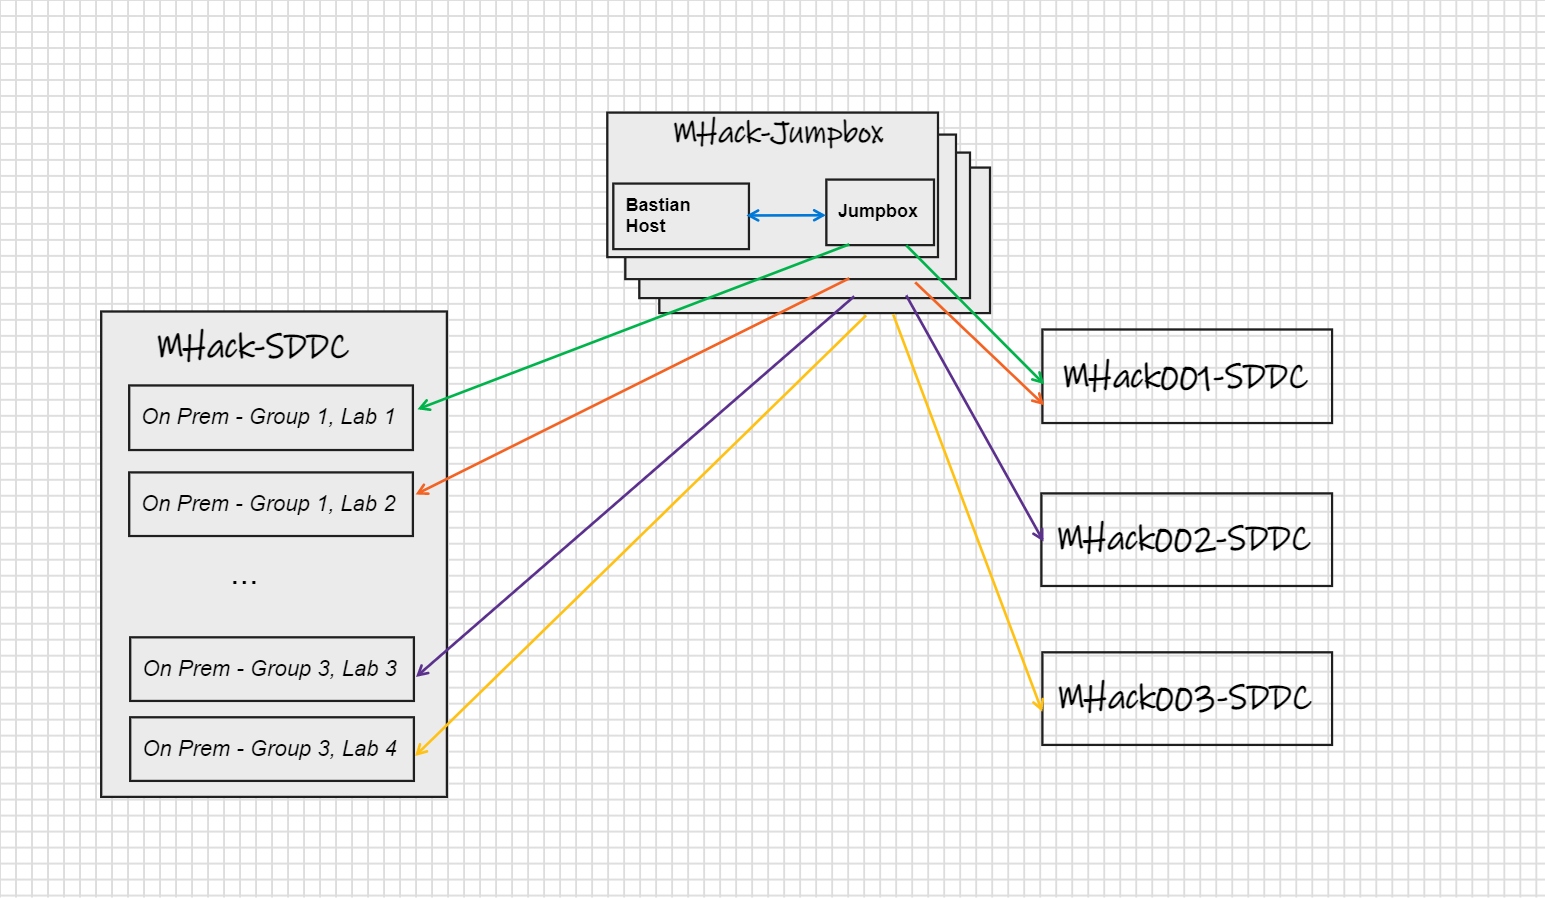 MHack-Jumpbox
Bastian
Host
Jumpbox
MHack-SDDC
On Prem - Group 1, Lab 1
On Prem - Group 1, Lab 2
...
On Prem - Group 3, Lab 3
On Prem - Group 3, Lab 4
MHack001-SDDC
MHack002-SDDC
MHack003-SDDC